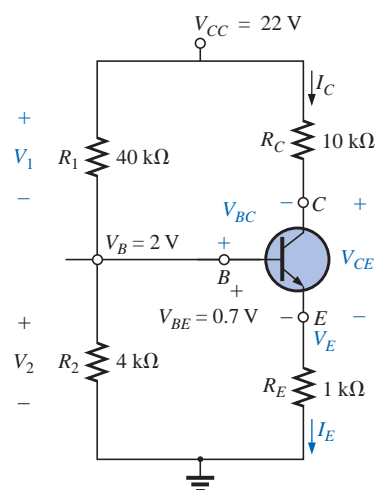 V_CC = 22 V
I_C
+
R_C 10 kΩ
V_1 R_1 40 kΩ
−
V_BC − C +
V_B = 2 V
+
B
V_CE
+
+
V_BE = 0.7 V − E −
V_E
V_2 R_2 4 kΩ
R_E 1 kΩ
−
I_E